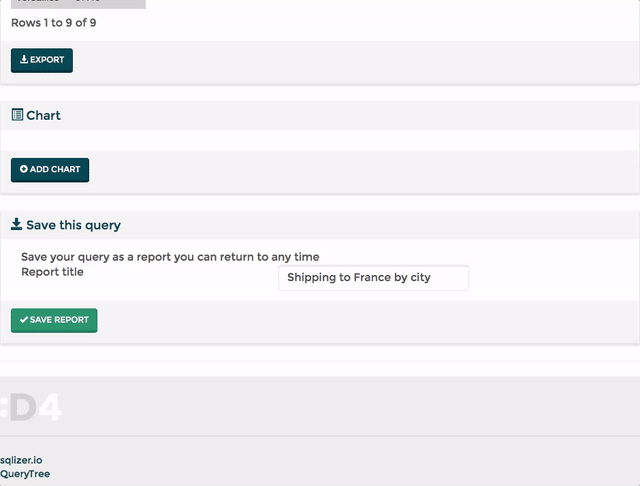 Rows 1 to 9 of 9
EXPORT
Chart
ADD CHART
Save this query
Save your query as a report you can return to any time
Report title
Shipping to France by city
SAVE REPORT
:D4
sqlizer.io
QueryTree